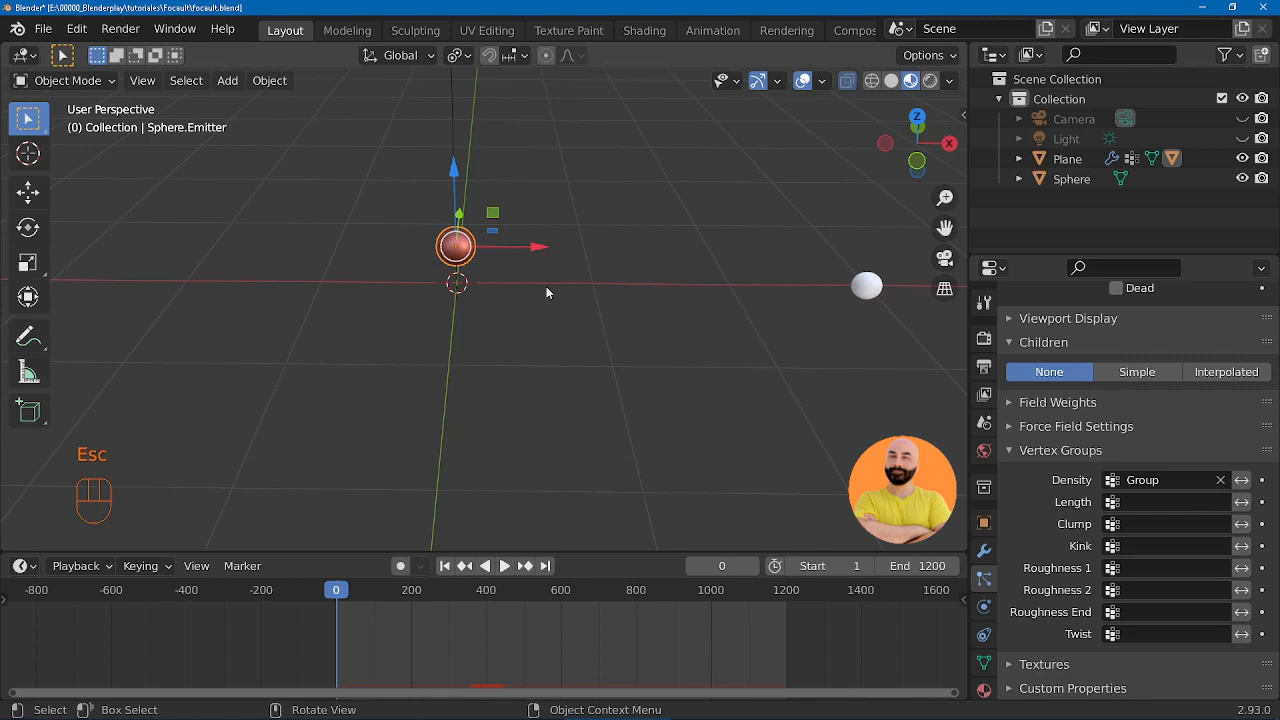 Blender* [E:\00000_Blenderplay\tutoriales\Focault\focault.blend]
File Edit Render Window Help Layout Modeling Sculpting UV Editing Texture Paint Shading Animation Rendering Compos Scene View Layer
Global Options
Object Mode View Select Add Object
User Perspective
(0) Collection | Sphere.Emitter
Z
X
Esc
Scene Collection
Collection
Camera
Light
Plane
Sphere
Dead
Viewport Display
Children
None Simple Interpolated
Field Weights
Force Field Settings
Vertex Groups
Density Group
Length
Clump
Kink
Roughness 1
Roughness 2
Roughness End
Twist
Textures
Custom Properties
Playback Keying View Marker 0 Start 1 End 1200
-800 -600 -400 -200 0 200 400 600 800 1000 1200 1400 1600
Select Box Select Rotate View Object Context Menu 2.93.0